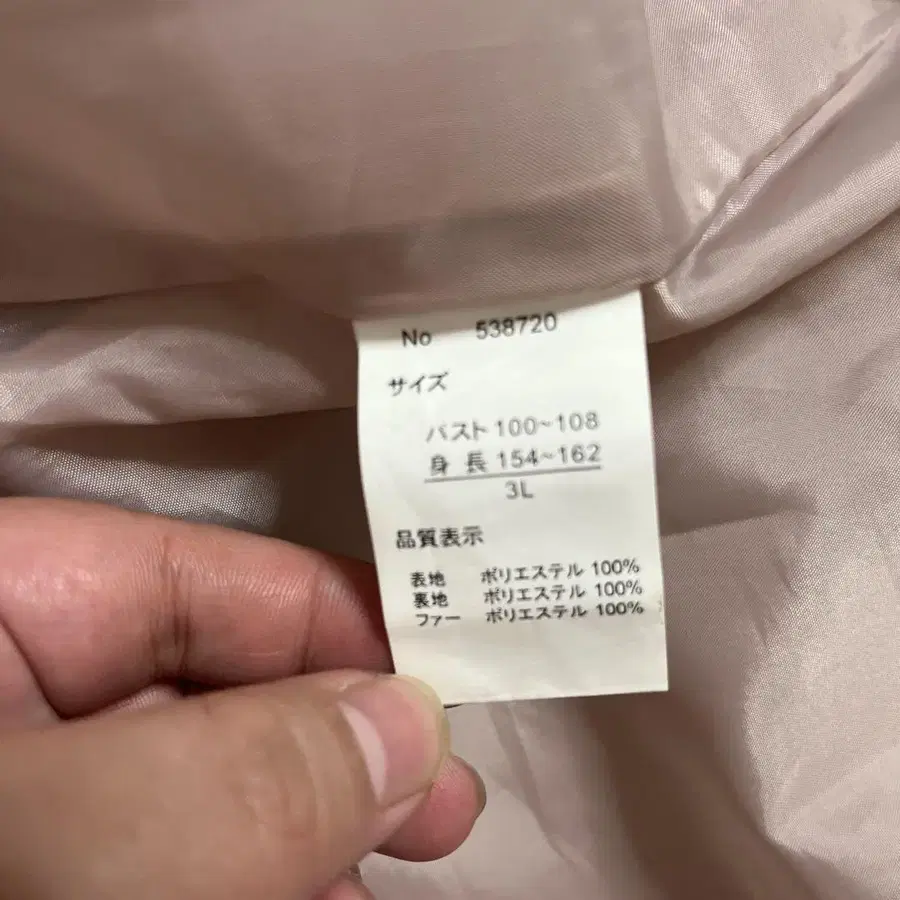 No 538720
サイズ
バスト 100~108
身 長 154~162
3L
品質表示
表地 ポリエステル 100%
裏地 ポリエステル 100%
ファー ポリエステル 100%